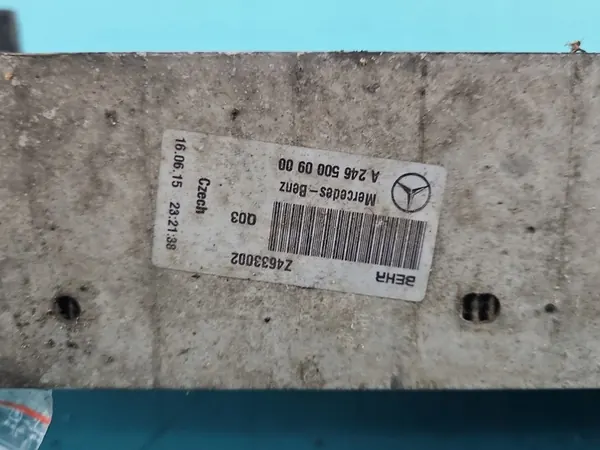 BEHR
Z4633002
Mercedes-Benz
A 246 500 09 00
Q03
Czech
16.06.15 23:21:38